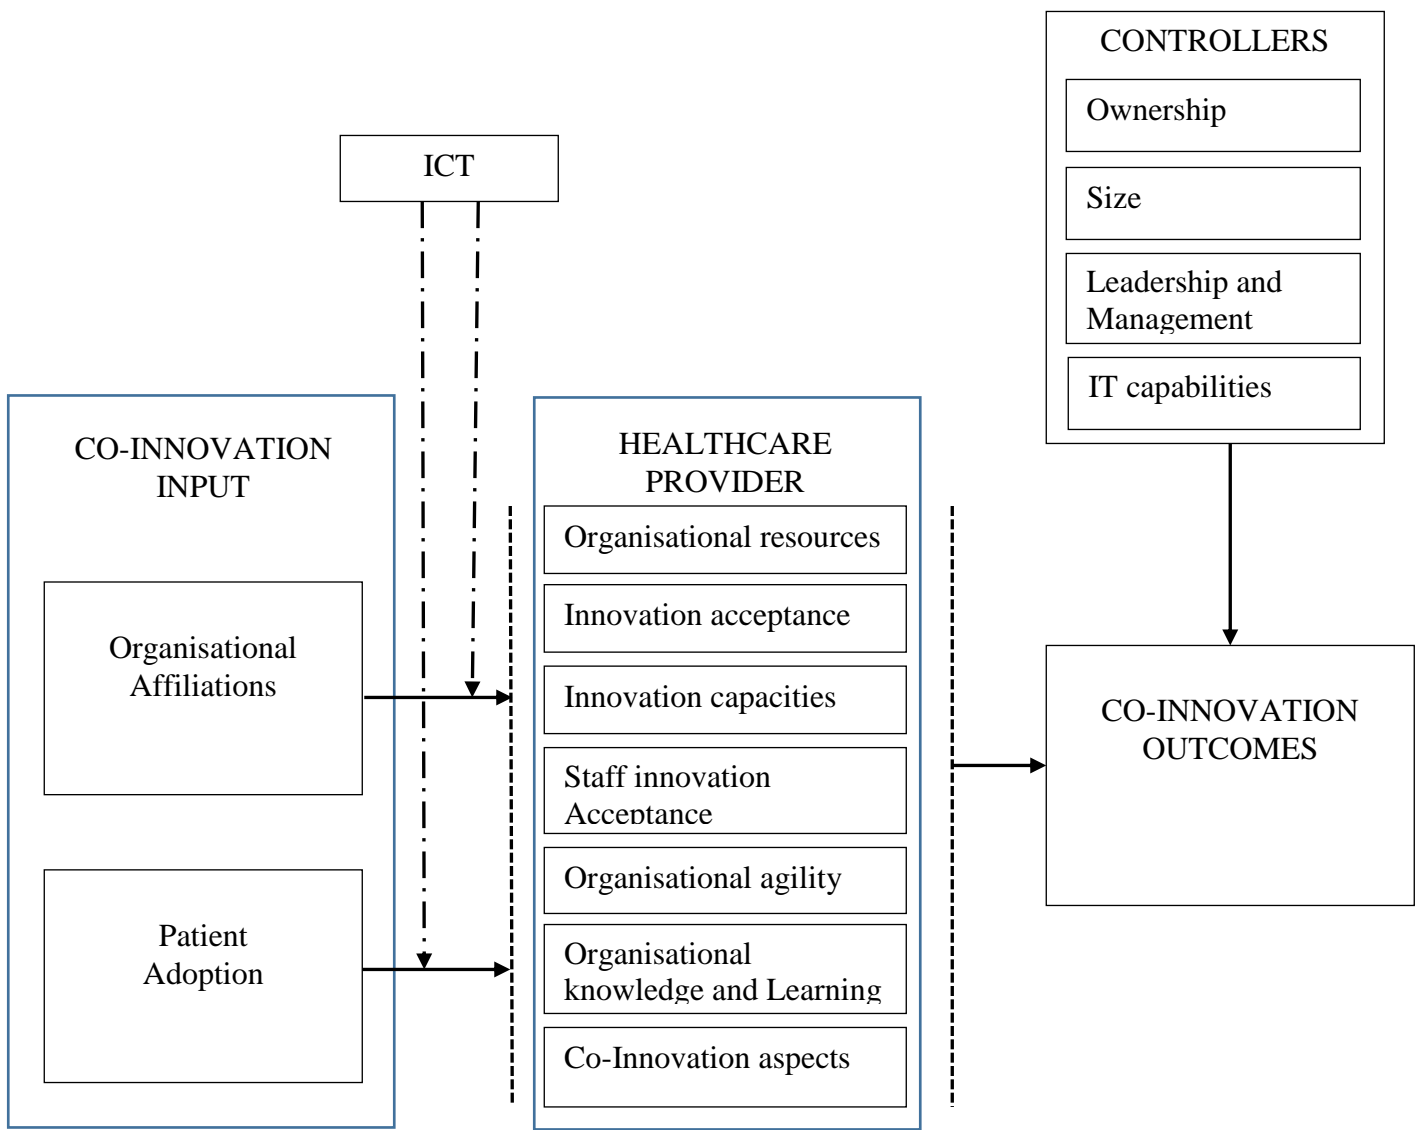 CONTROLLERS
Ownership
Size
Leadership and
Management
IT capabilities
ICT
CO-INNOVATION
INPUT
Organisational
Affiliations
Patient
Adoption
HEALTHCARE
PROVIDER
Organisational resources
Innovation acceptance
Innovation capacities
Staff innovation
Acceptance
Organisational agility
Organisational
knowledge and Learning
Co-Innovation aspects
CO-INNOVATION
OUTCOMES